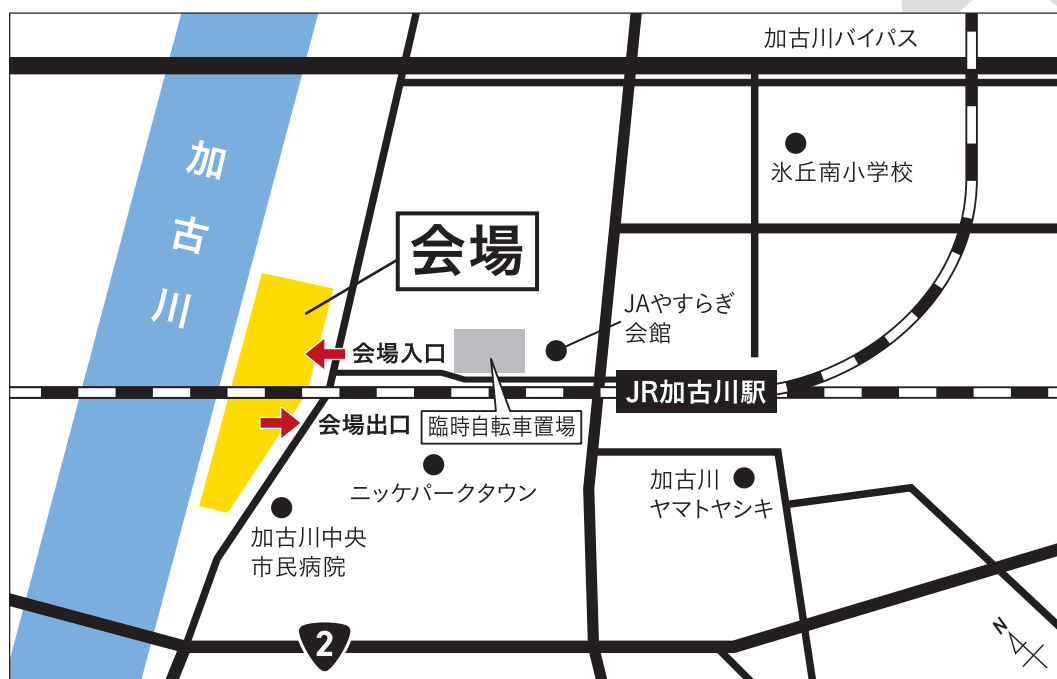 加古川バイパス
氷丘南小学校
加古川
会場
JAやすらぎ
会館
会場入口
JR加古川駅
会場出口
臨時自転車置場
ニッケパークタウン
加古川
ヤマトヤシキ
加古川中央
市民病院
2
N